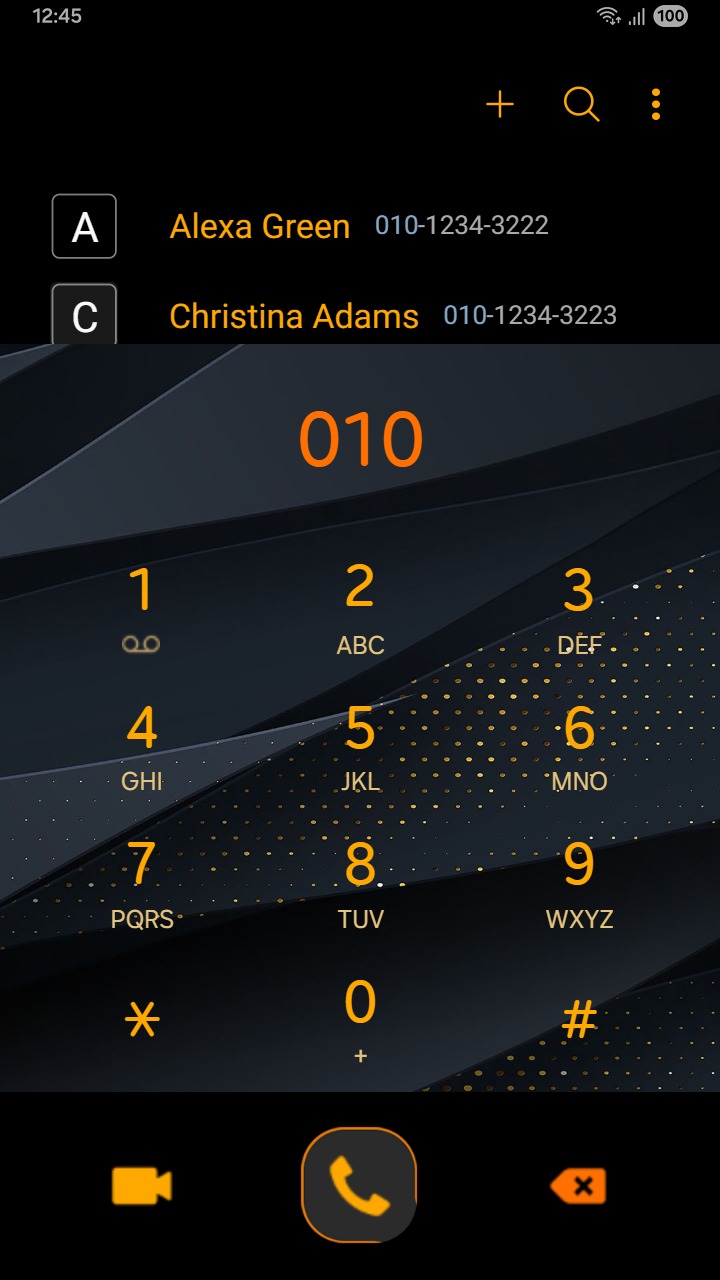 12:45 100
A Alexa Green 010-1234-3222
C Christina Adams 010-1234-3223
010
1 2 3
ABC DEF
4 5 6
GHI JKL MNO
7 8 9
PQRS TUV WXYZ
* 0 #
+